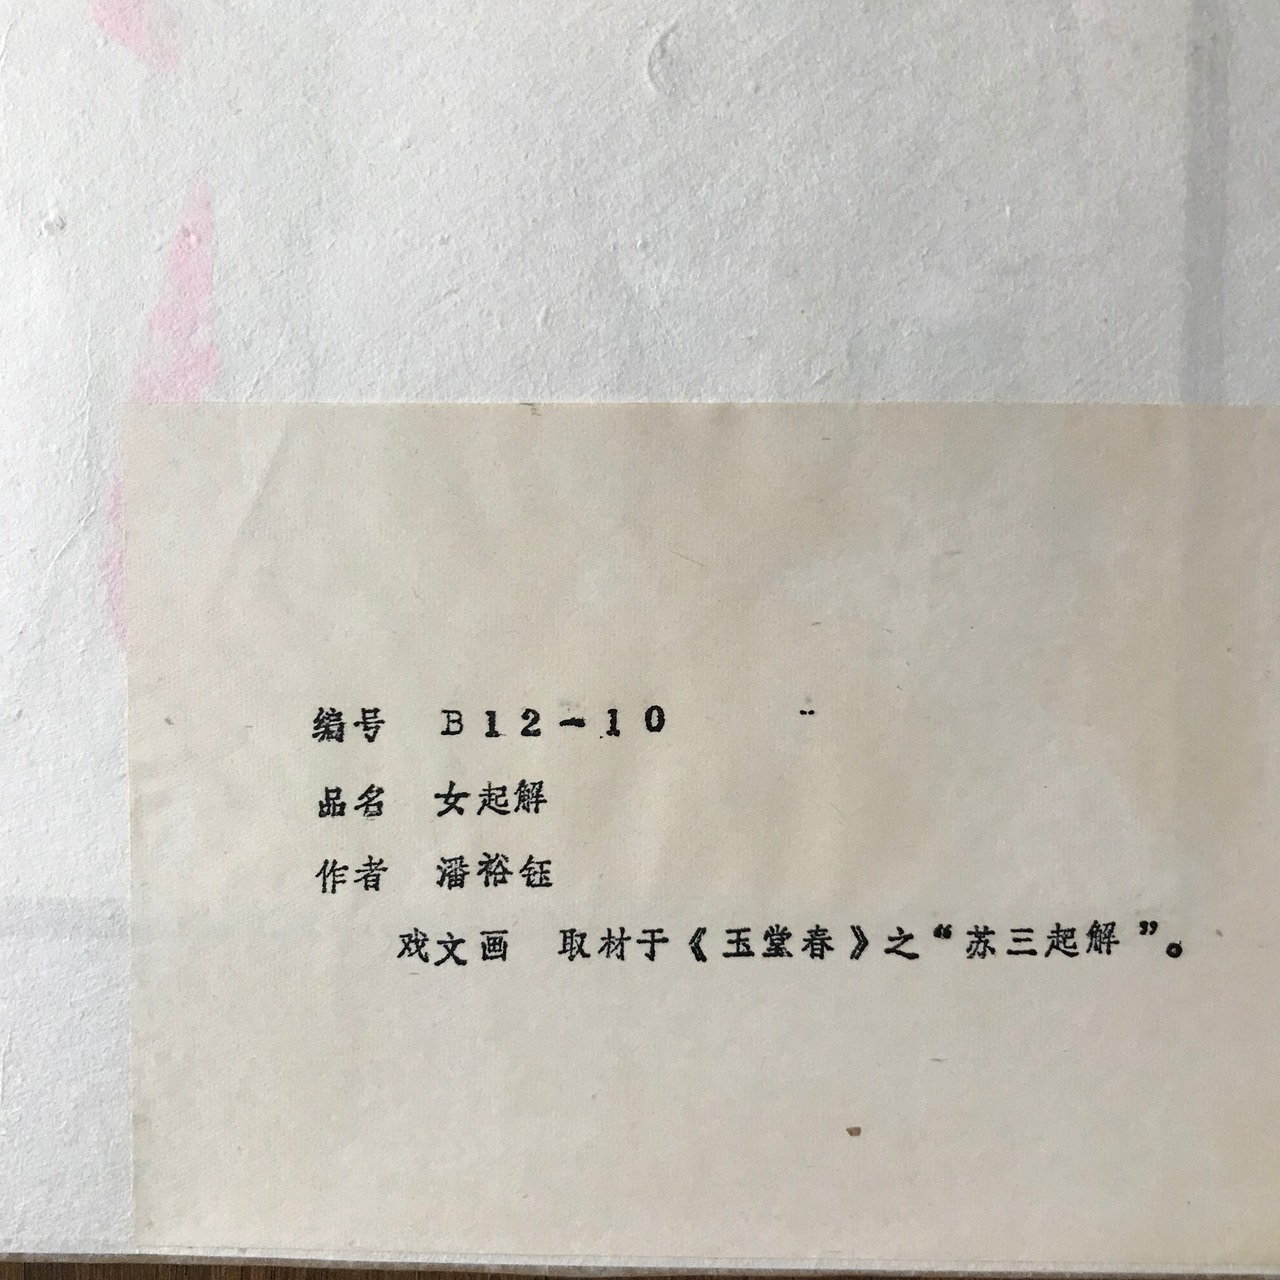 编号 B12-10
品名 女起解
作者 潘裕钰
戏文画 取材于《玉堂春》之“苏三起解”。